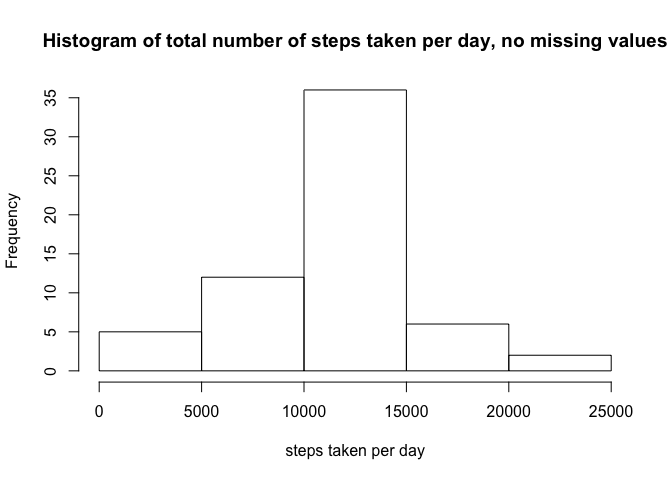 Histogram of total number of steps taken per day, no missing values
35
30
25
20
15
10
5
0
Frequency
0 5000 10000 15000 20000 25000
steps taken per day